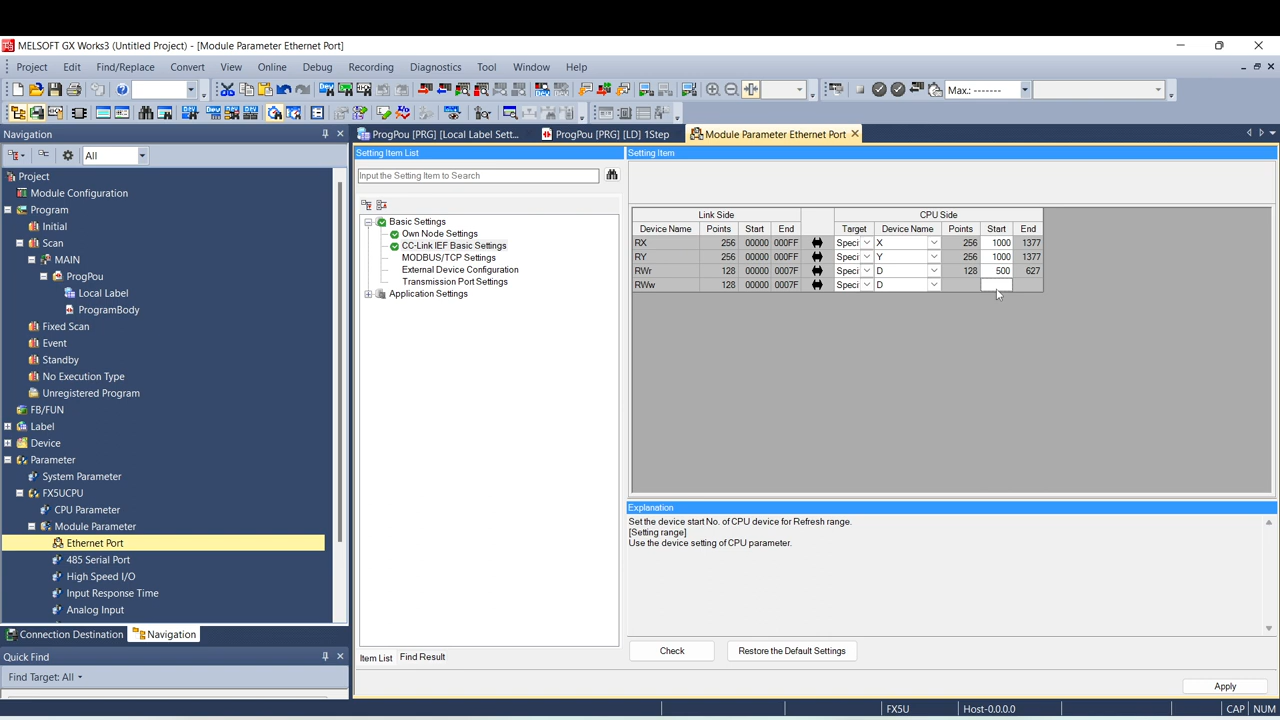 MELSOFT GX Works3 (Untitled Project) - [Module Parameter Ethernet Port]
Project Edit Find/Replace Convert View Online Debug Recording Diagnostics Tool Window Help
Max.: -------
Navigation
ProgPou [PRG] [Local Label Sett...
ProgPou [PRG] [LD] 1Step
Module Parameter Ethernet Port
All
Project
Module Configuration
Program
Initial
Scan
MAIN
ProgPou
Local Label
ProgramBody
Fixed Scan
Event
Standby
No Execution Type
Unregistered Program
FB/FUN
Label
Device
Parameter
System Parameter
FX5UCPU
CPU Parameter
Module Parameter
Ethernet Port
485 Serial Port
High Speed I/O
Input Response Time
Analog Input
Connection Destination
Navigation
Quick Find
Find Target: All
Setting Item List
Input the Setting Item to Search
Basic Settings
Own Node Settings
CC-Link IEF Basic Settings
MODBUS/TCP Settings
External Device Configuration
Transmission Port Settings
Application Settings
Item List
Find Result
Setting Item
Link Side CPU Side
Device Name Points Start End Target Device Name Points Start End
RX 256 00000 000FF Speci X 256 1000 1377
RY 256 00000 000FF Speci Y 256 1000 1377
RWr 128 00000 0007F Speci D 128 500 627
RWw 128 00000 0007F Speci D
Explanation
Set the device start No. of CPU device for Refresh range.
[Setting range]
Use the device setting of CPU parameter.
Check
Restore the Default Settings
Apply
FX5U Host-0.0.0.0 CAP NUM